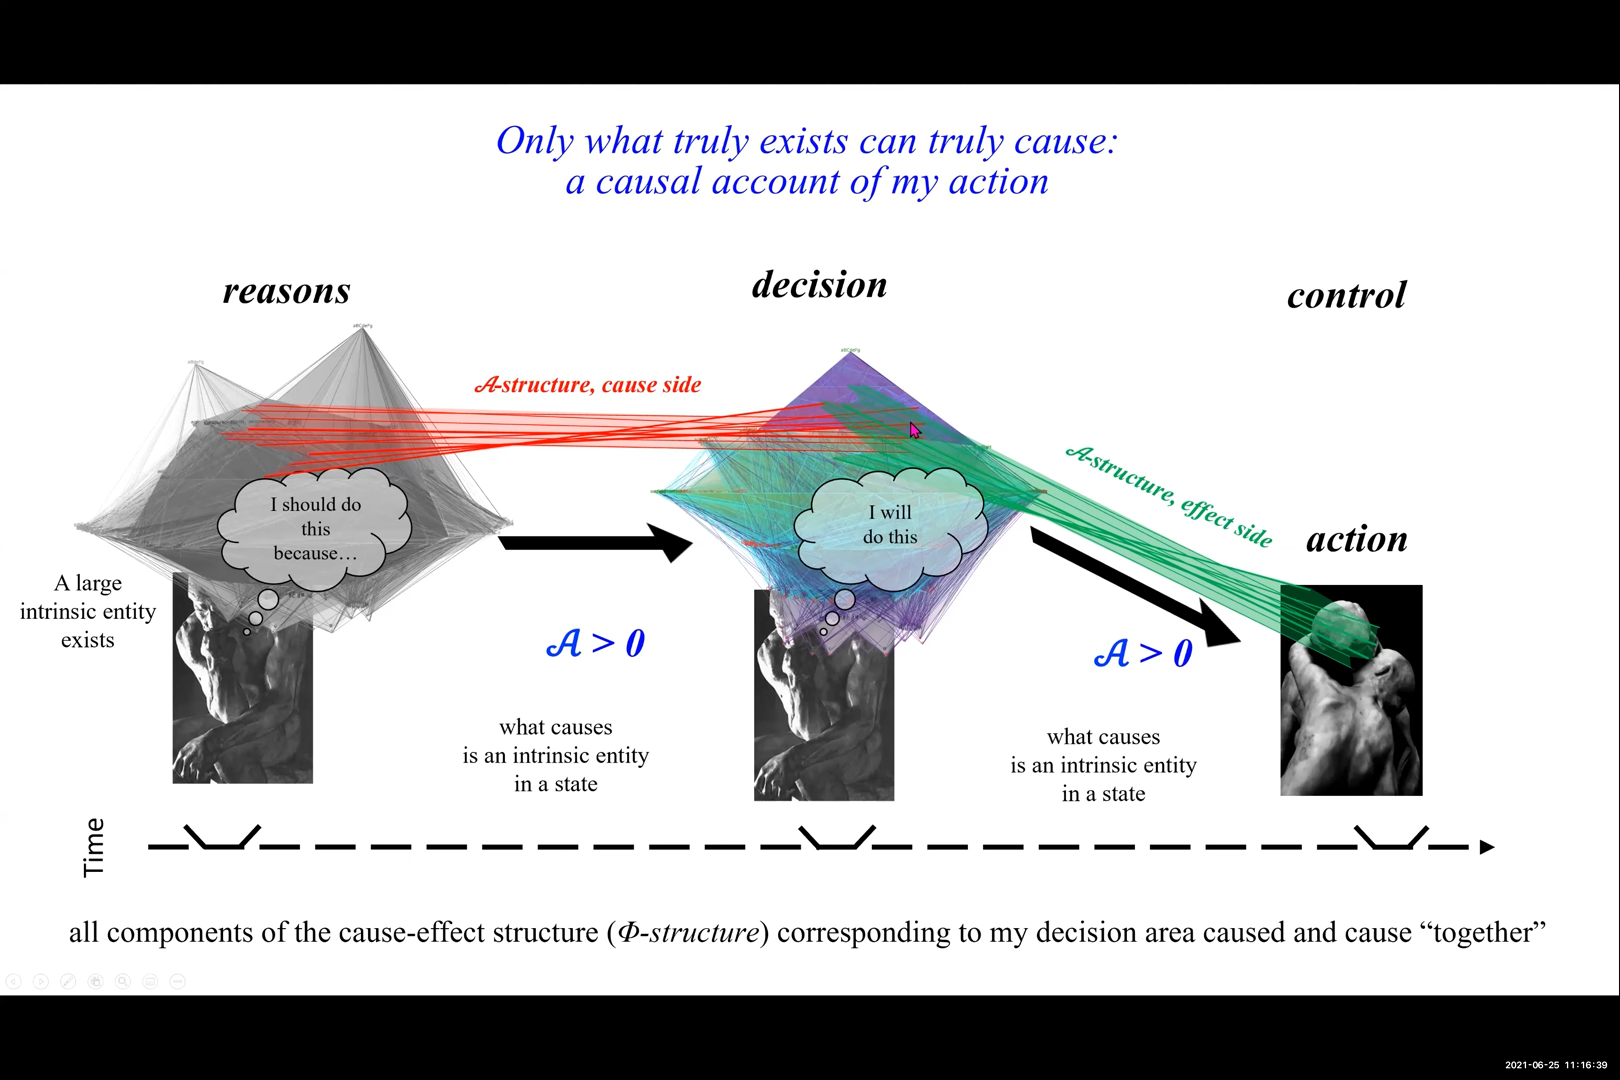 Only what truly exists can truly cause:
a causal account of my action
reasons
decision
control
𝒜-structure, cause side
𝒜-structure, effect side
I should do
this
because…
I will
do this
action
A large
intrinsic entity
exists
𝒜 > 0
𝒜 > 0
what causes
is an intrinsic entity
in a state
what causes
is an intrinsic entity
in a state
Time
all components of the cause-effect structure (Φ-structure) corresponding to my decision area caused and cause “together”
2021-06-25 11:16:39